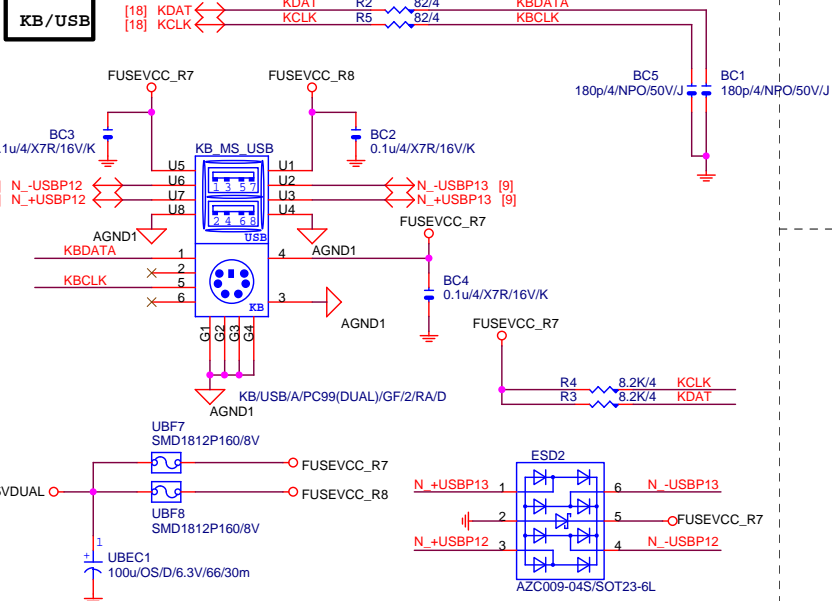 KB/USB
[18] KDAT KDAT R2 82/4 KBDATA
[18] KCLK KCLK R5 82/4 KBCLK
FUSEVCC_R7 FUSEVCC_R8
BC5 BC1
180p/4/NPO/50V/J 180p/4/NPO/50V/J
BC3 KB_MS_USB BC2
.1u/4/X7R/16V/K 0.1u/4/X7R/16V/K
U5 U1
N_-USBP12 U6 1 3 5 7 U2 N_-USBP13 [9]
N_+USBP12 U7 U3 N_+USBP13 [9]
U8 2 4 6 8 U4
FUSEVCC_R7
AGND1 USB
KBDATA 1 4 AGND1
2
KBCLK 5 BC4
0.1u/4/X7R/16V/K
6 KB 3
AGND1 FUSEVCC_R7
G1 G2 G3 G4
R4 8.2K/4 KCLK
KB/USB/A/PC99(DUAL)/GF/2/RA/D R3 8.2K/4 KDAT
AGND1
UBF7
SMD1812P160/8V
FUSEVCC_R7
VDUAL FUSEVCC_R8
UBF8
SMD1812P160/8V
1
+ UBEC1
100u/OS/D/6.3V/66/30m
ESD2
N_+USBP13 1 6 N_-USBP13
2 5 FUSEVCC_R7
N_+USBP12 3 4 N_-USBP12
AZC009-04S/SOT23-6L